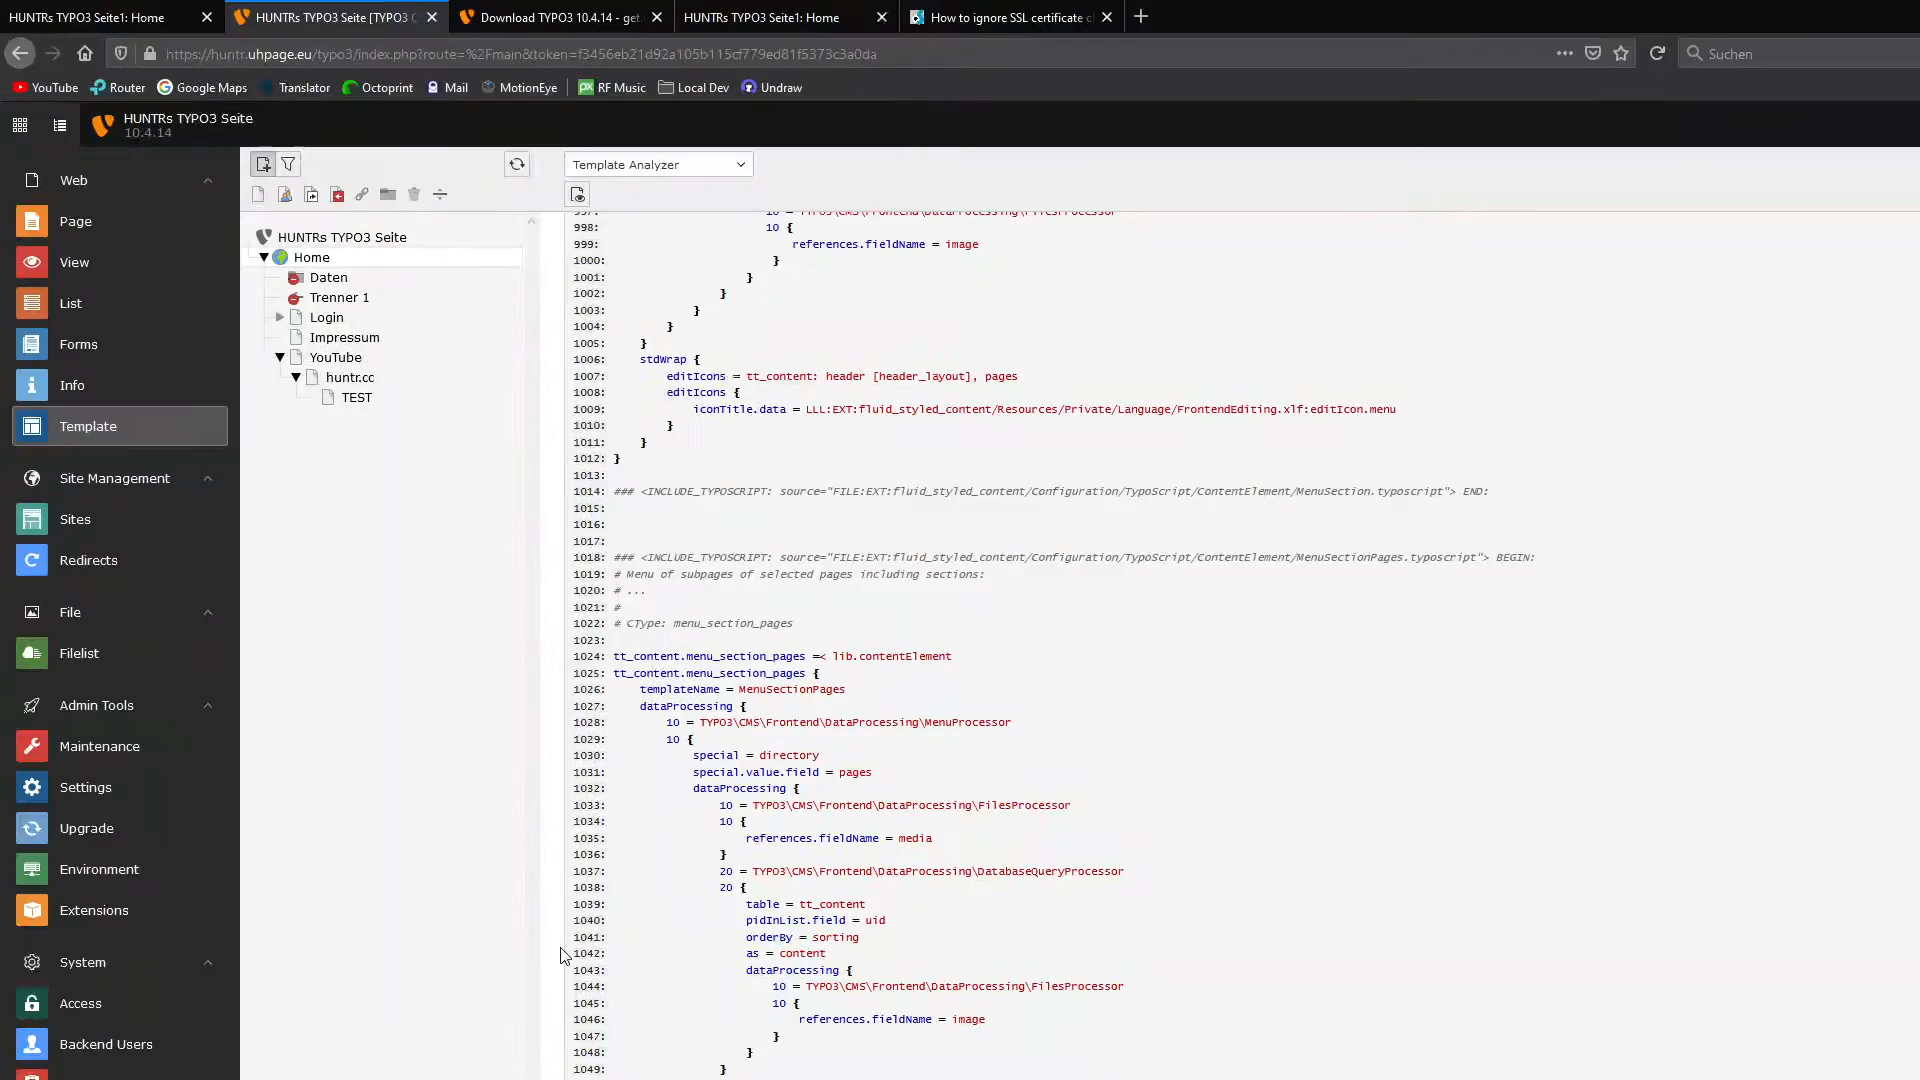 HUNTRs TYPO3 Seite1: Home
HUNTRs TYPO3 Seite [TYPO3 C
Download TYPO3 10.4.14 - get.
HUNTRs TYPO3 Seite1: Home
How to ignore SSL certificate
https://huntr.uhpage.eu/typo3/index.php?route=%2Fmain&token=f3456eb21d92a105b115cf779ed81f5373c3a0da
Suchen
YouTube
Router
Google Maps
Translator
Octoprint
Mail
MotionEye
RF Music
Local Dev
Undraw
HUNTRs TYPO3 Seite
10.4.14
Web
Page
View
List
Forms
Info
Template
Site Management
Sites
Redirects
File
Filelist
Admin Tools
Maintenance
Settings
Upgrade
Environment
Extensions
System
Access
Backend Users
HUNTRs TYPO3 Seite
Home
Daten
Trenner 1
Login
Impressum
YouTube
huntr.cc
TEST
Template Analyzer
997: 10 = TYPO3\CMS\Frontend\DataProcessing\FilesProcessor
998: 10 {
999: references.fieldName = image
1000: }
1001: }
1002: }
1003: }
1004: }
1005: }
1006: stdWrap {
1007: editIcons = tt_content: header [header_layout], pages
1008: editIcons {
1009: iconTitle.data = LLL:EXT:fluid_styled_content/Resources/Private/Language/FrontendEditing.xlf:editIcon.menu
1010: }
1011: }
1012: }
1013:
1014: ### <INCLUDE_TYPOSCRIPT: source="FILE:EXT:fluid_styled_content/Configuration/TypoScript/ContentElement/MenuSection.typoscript"> END:
1015:
1016:
1017:
1018: ### <INCLUDE_TYPOSCRIPT: source="FILE:EXT:fluid_styled_content/Configuration/TypoScript/ContentElement/MenuSectionPages.typoscript"> BEGIN:
1019: # Menu of subpages of selected pages including sections:
1020: # ...
1021: #
1022: # CType: menu_section_pages
1023:
1024: tt_content.menu_section_pages =< lib.contentElement
1025: tt_content.menu_section_pages {
1026: templateName = MenuSectionPages
1027: dataProcessing {
1028: 10 = TYPO3\CMS\Frontend\DataProcessing\MenuProcessor
1029: 10 {
1030: special = directory
1031: special.value.field = pages
1032: dataProcessing {
1033: 10 = TYPO3\CMS\Frontend\DataProcessing\FilesProcessor
1034: 10 {
1035: references.fieldName = media
1036: }
1037: 20 = TYPO3\CMS\Frontend\DataProcessing\DatabaseQueryProcessor
1038: 20 {
1039: table = tt_content
1040: pidInList.field = uid
1041: orderBy = sorting
1042: as = content
1043: dataProcessing {
1044: 10 = TYPO3\CMS\Frontend\DataProcessing\FilesProcessor
1045: 10 {
1046: references.fieldName = image
1047: }
1048: }
1049: }